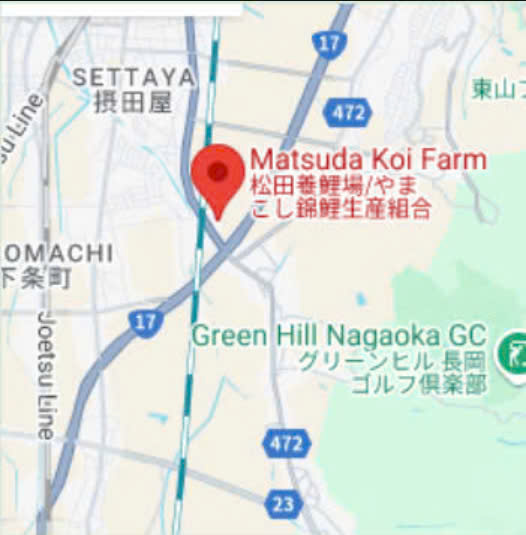 17
SETTAYA
摂田屋
472
東山フ
su Line
Matsuda Koi Farm
松田養鯉場/やま
こし錦鯉生産組合
OMACHI
下条町
17
Joetsu Line
Green Hill Nagaoka GC
グリーンヒル 長岡
ゴルフ倶楽部
472
23